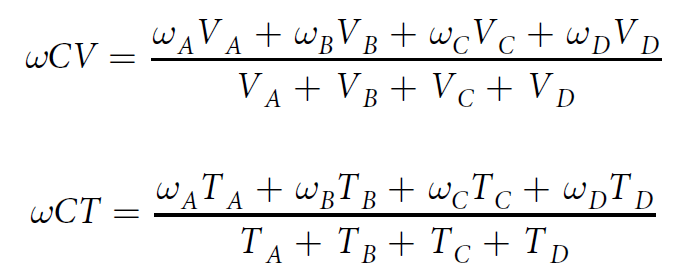 ωCV = (ω_A V_A + ω_B V_B + ω_C V_C + ω_D V_D) / (V_A + V_B + V_C + V_D)
ωCT = (ω_A T_A + ω_B T_B + ω_C T_C + ω_D T_D) / (T_A + T_B + T_C + T_D)